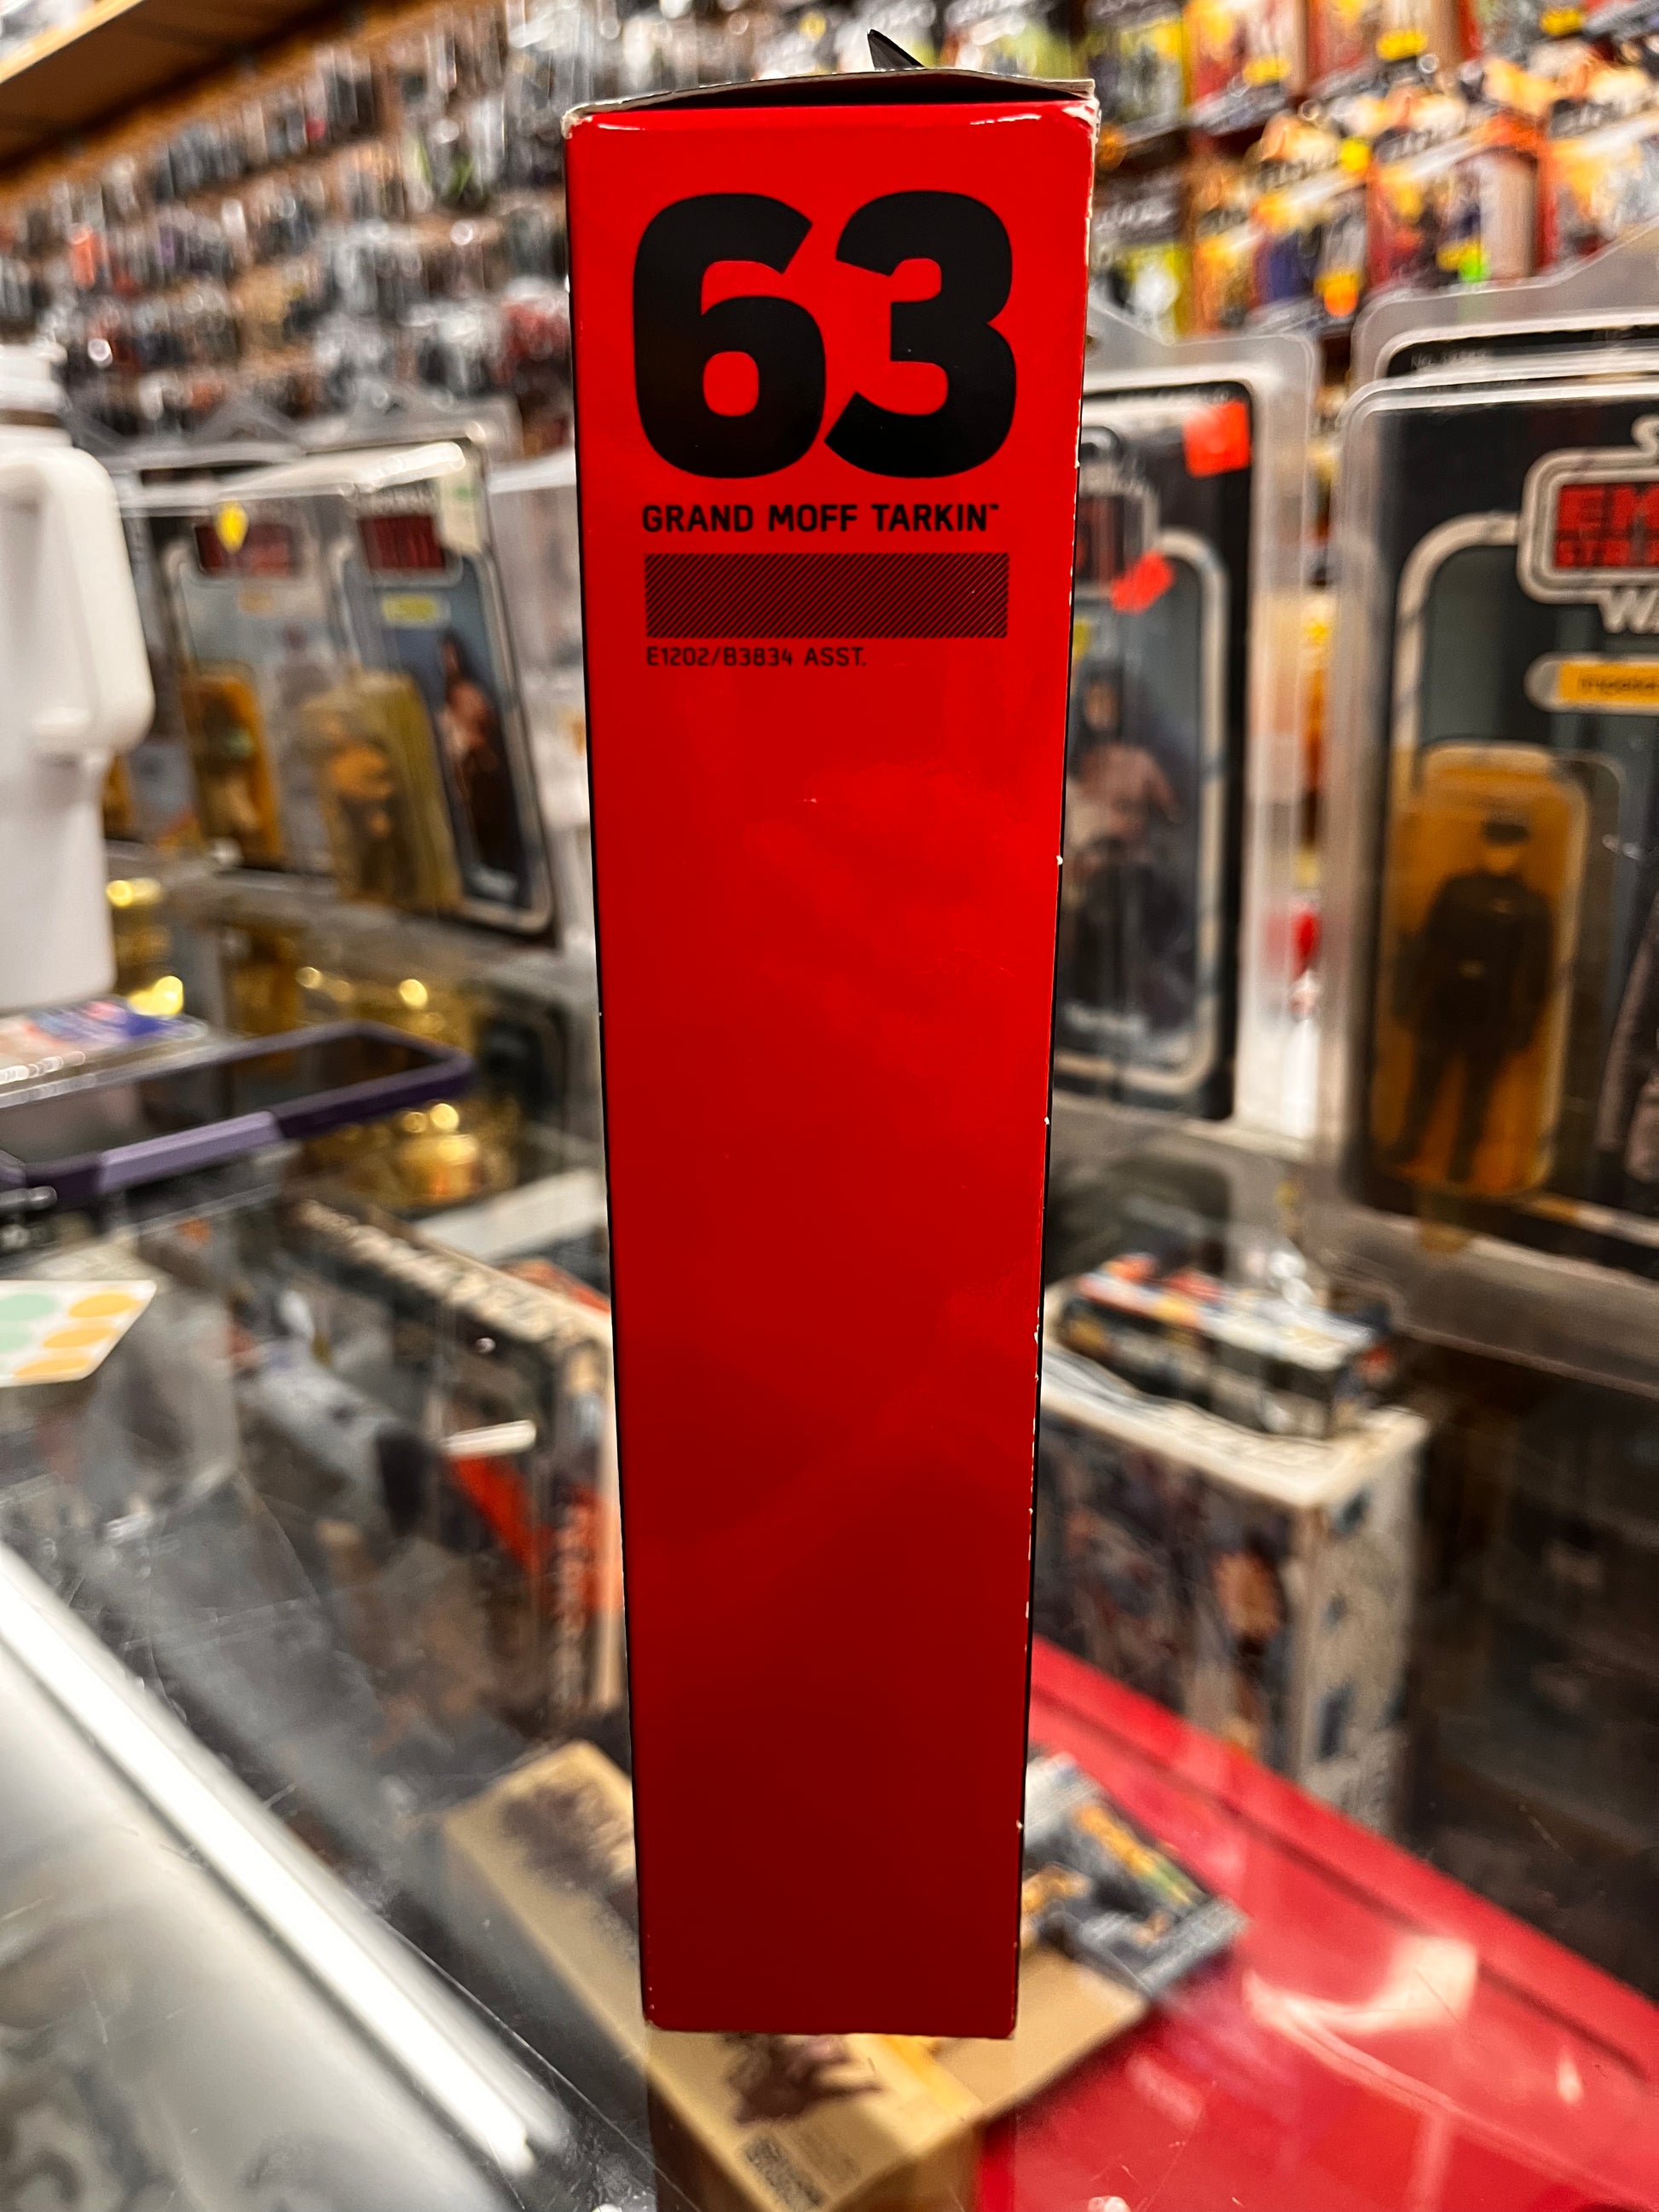 63
GRAND MOFF TARKIN™
E1202/B3834 ASST.